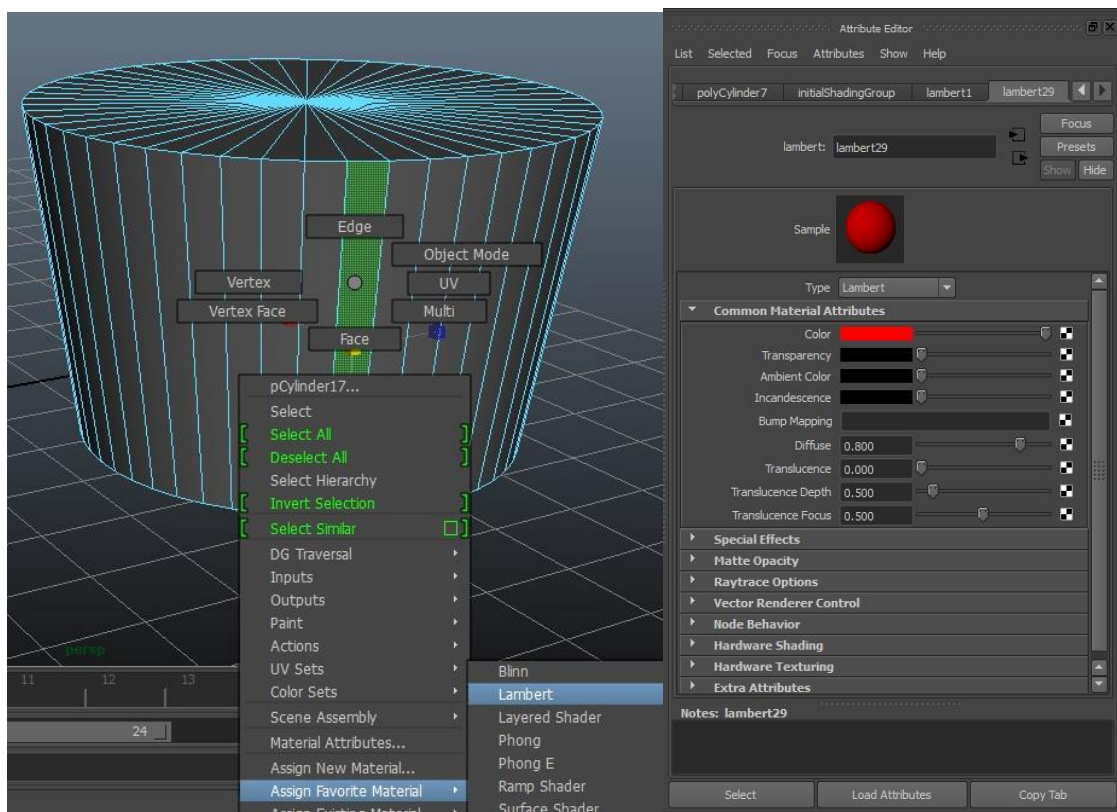 Edge
Object Mode
Vertex
UV
Vertex Face
Multi
Face
pCylinder17...
Select
[ Select All ]
[ Deselect All ]
Select Hierarchy
[ Invert Selection ]
[ Select Similar ]
DG Traversal
Inputs
Outputs
Paint
Actions
UV Sets
Color Sets
Scene Assembly
Material Attributes...
Assign New Material...
Assign Favorite Material
Assign Existing Material
Blinn
Lambert
Layered Shader
Phong
Phong E
Ramp Shader
Surface Shader
persp
11 12 13
24
Attribute Editor
List Selected Focus Attributes Show Help
polyCylinder7 initialShadingGroup lambert1 lambert29
Focus
lambert: lambert29
Presets
Show Hide
Sample
Type Lambert
Common Material Attributes
Color
Transparency
Ambient Color
Incandescence
Bump Mapping
Diffuse 0.800
Translucence 0.000
Translucence Depth 0.500
Translucence Focus 0.500
Special Effects
Matte Opacity
Raytrace Options
Vector Renderer Control
Node Behavior
Hardware Shading
Hardware Texturing
Extra Attributes
Notes: lambert29
Select Load Attributes Copy Tab